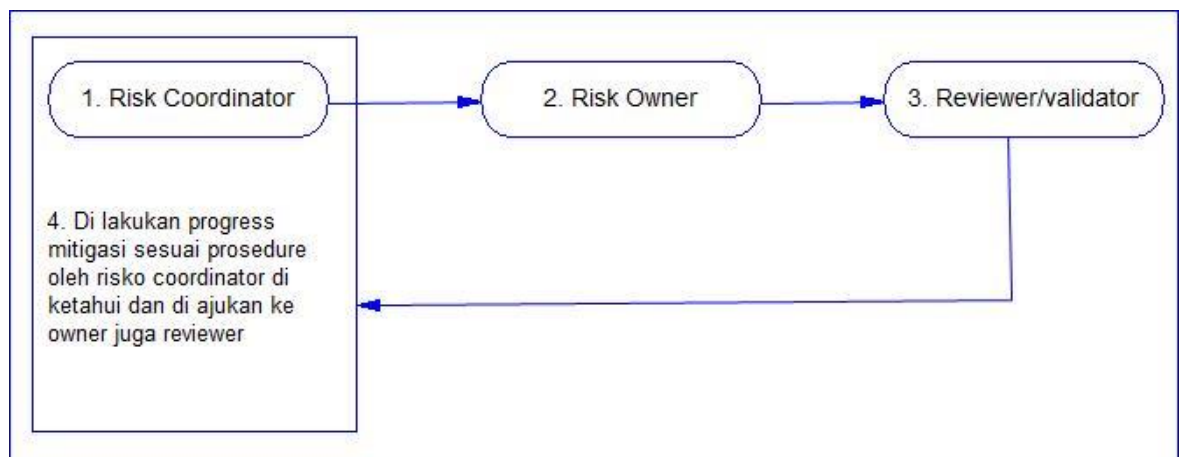 1. Risk Coordinator
2. Risk Owner
3. Reviewer/validator
4. Di lakukan progress
mitigasi sesuai prosedure
oleh risko coordinator di
ketahui dan di ajukan ke
owner juga reviewer